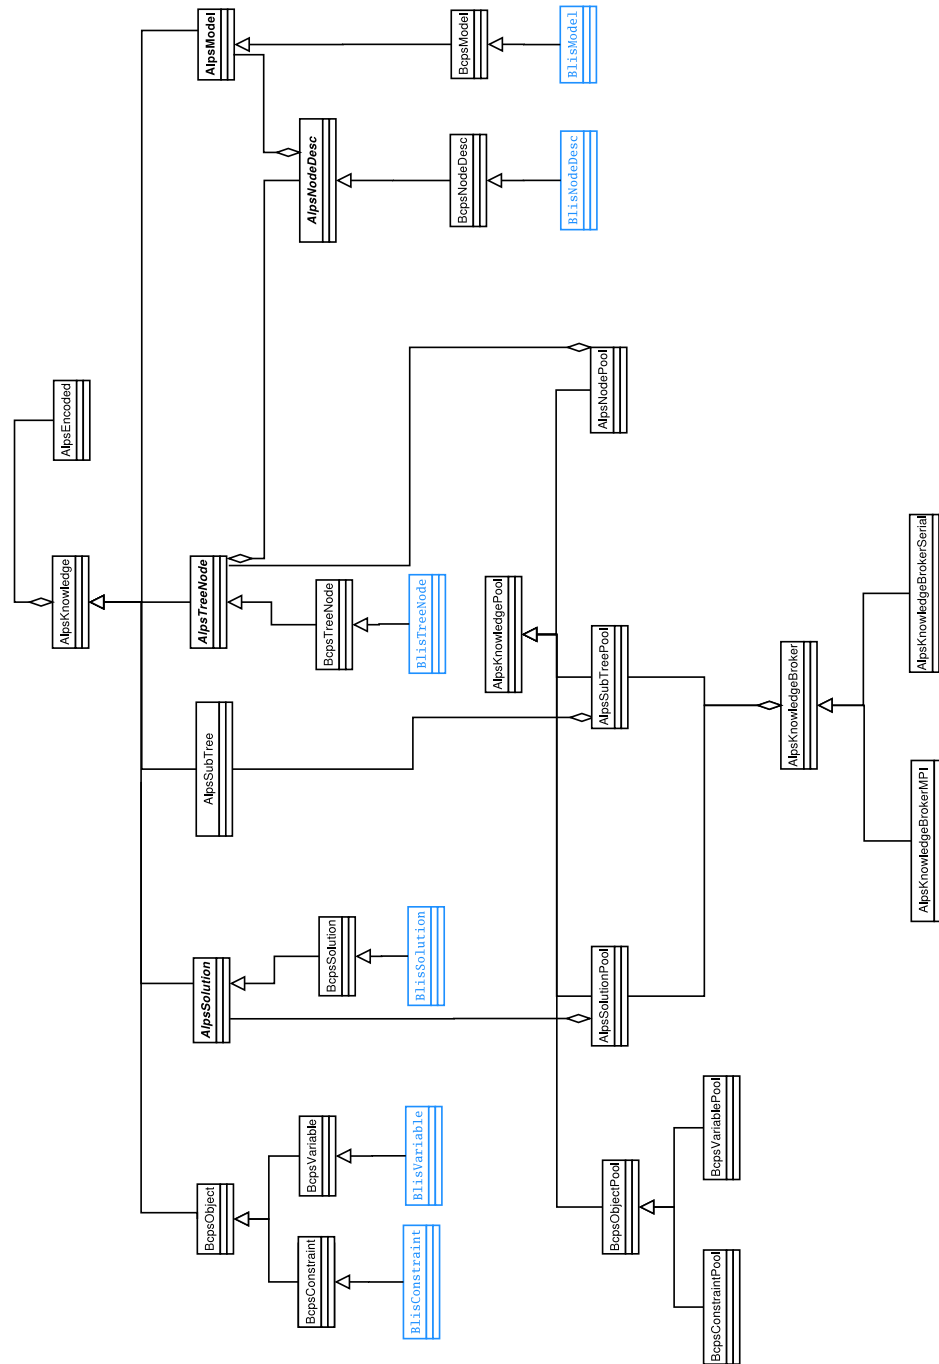 AlpsEncoded
AlpsKnowledge
AlpsModel
AlpsTreeNode
AlpsSubTree
AlpsSolution
BcpsObject
AlpsNodeDesc
BcpsTreeNode
BcpsSolution
BcpsVariable
BcpsConstraint
BlisTreeNode
BlisSolution
BlisVariable
BlisConstraint
BcpsModel
BcpsNodeDesc
BlisModel
BlisNodeDesc
AlpsKnowledgePool
AlpsNodePool
AlpsSubTreePool
AlpsSolutionPool
BcpsObjectPool
BcpsVariablePool
BcpsConstraintPool
AlpsKnowledgeBroker
AlpsKnowledgeBrokerSerial
AlpsKnowledgeBrokerMPI